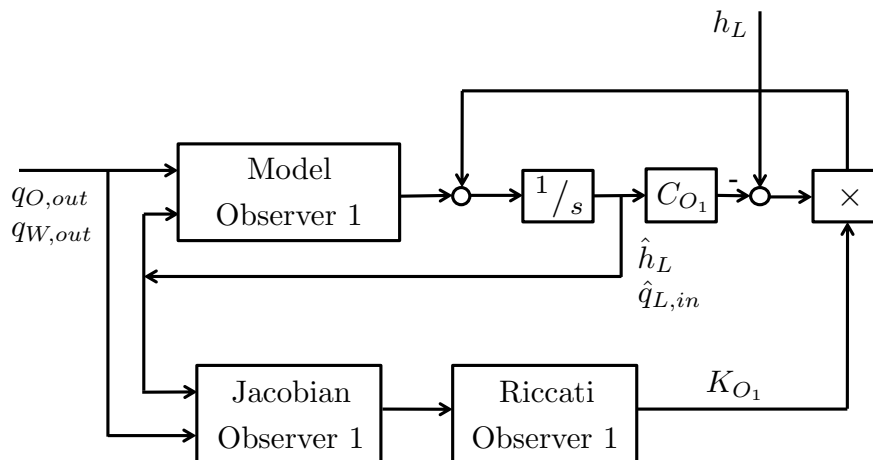 h_L
Model
Observer 1
q_{O,out}
q_{W,out}
1/s
C_{O_1}
-
×
ĥ_L
q̂_{L,in}
Jacobian
Observer 1
Riccati
Observer 1
K_{O_1}